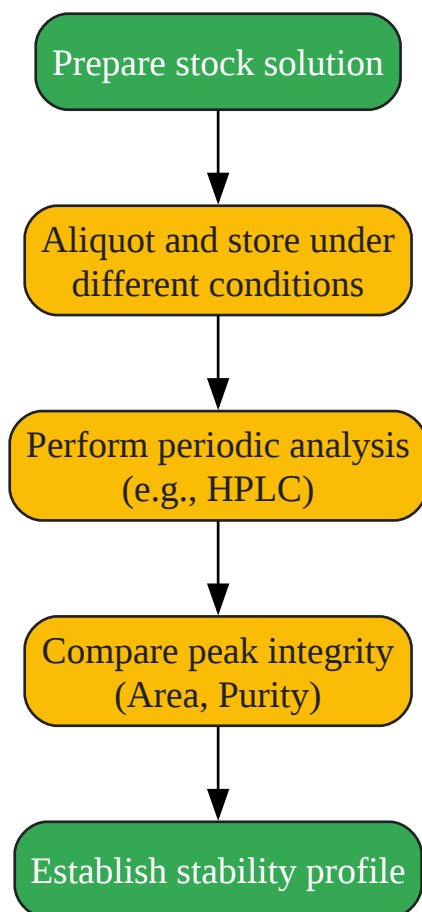 Prepare stock solution
Aliquot and store under
different conditions
Perform periodic analysis
(e.g., HPLC)
Compare peak integrity
(Area, Purity)
Establish stability profile